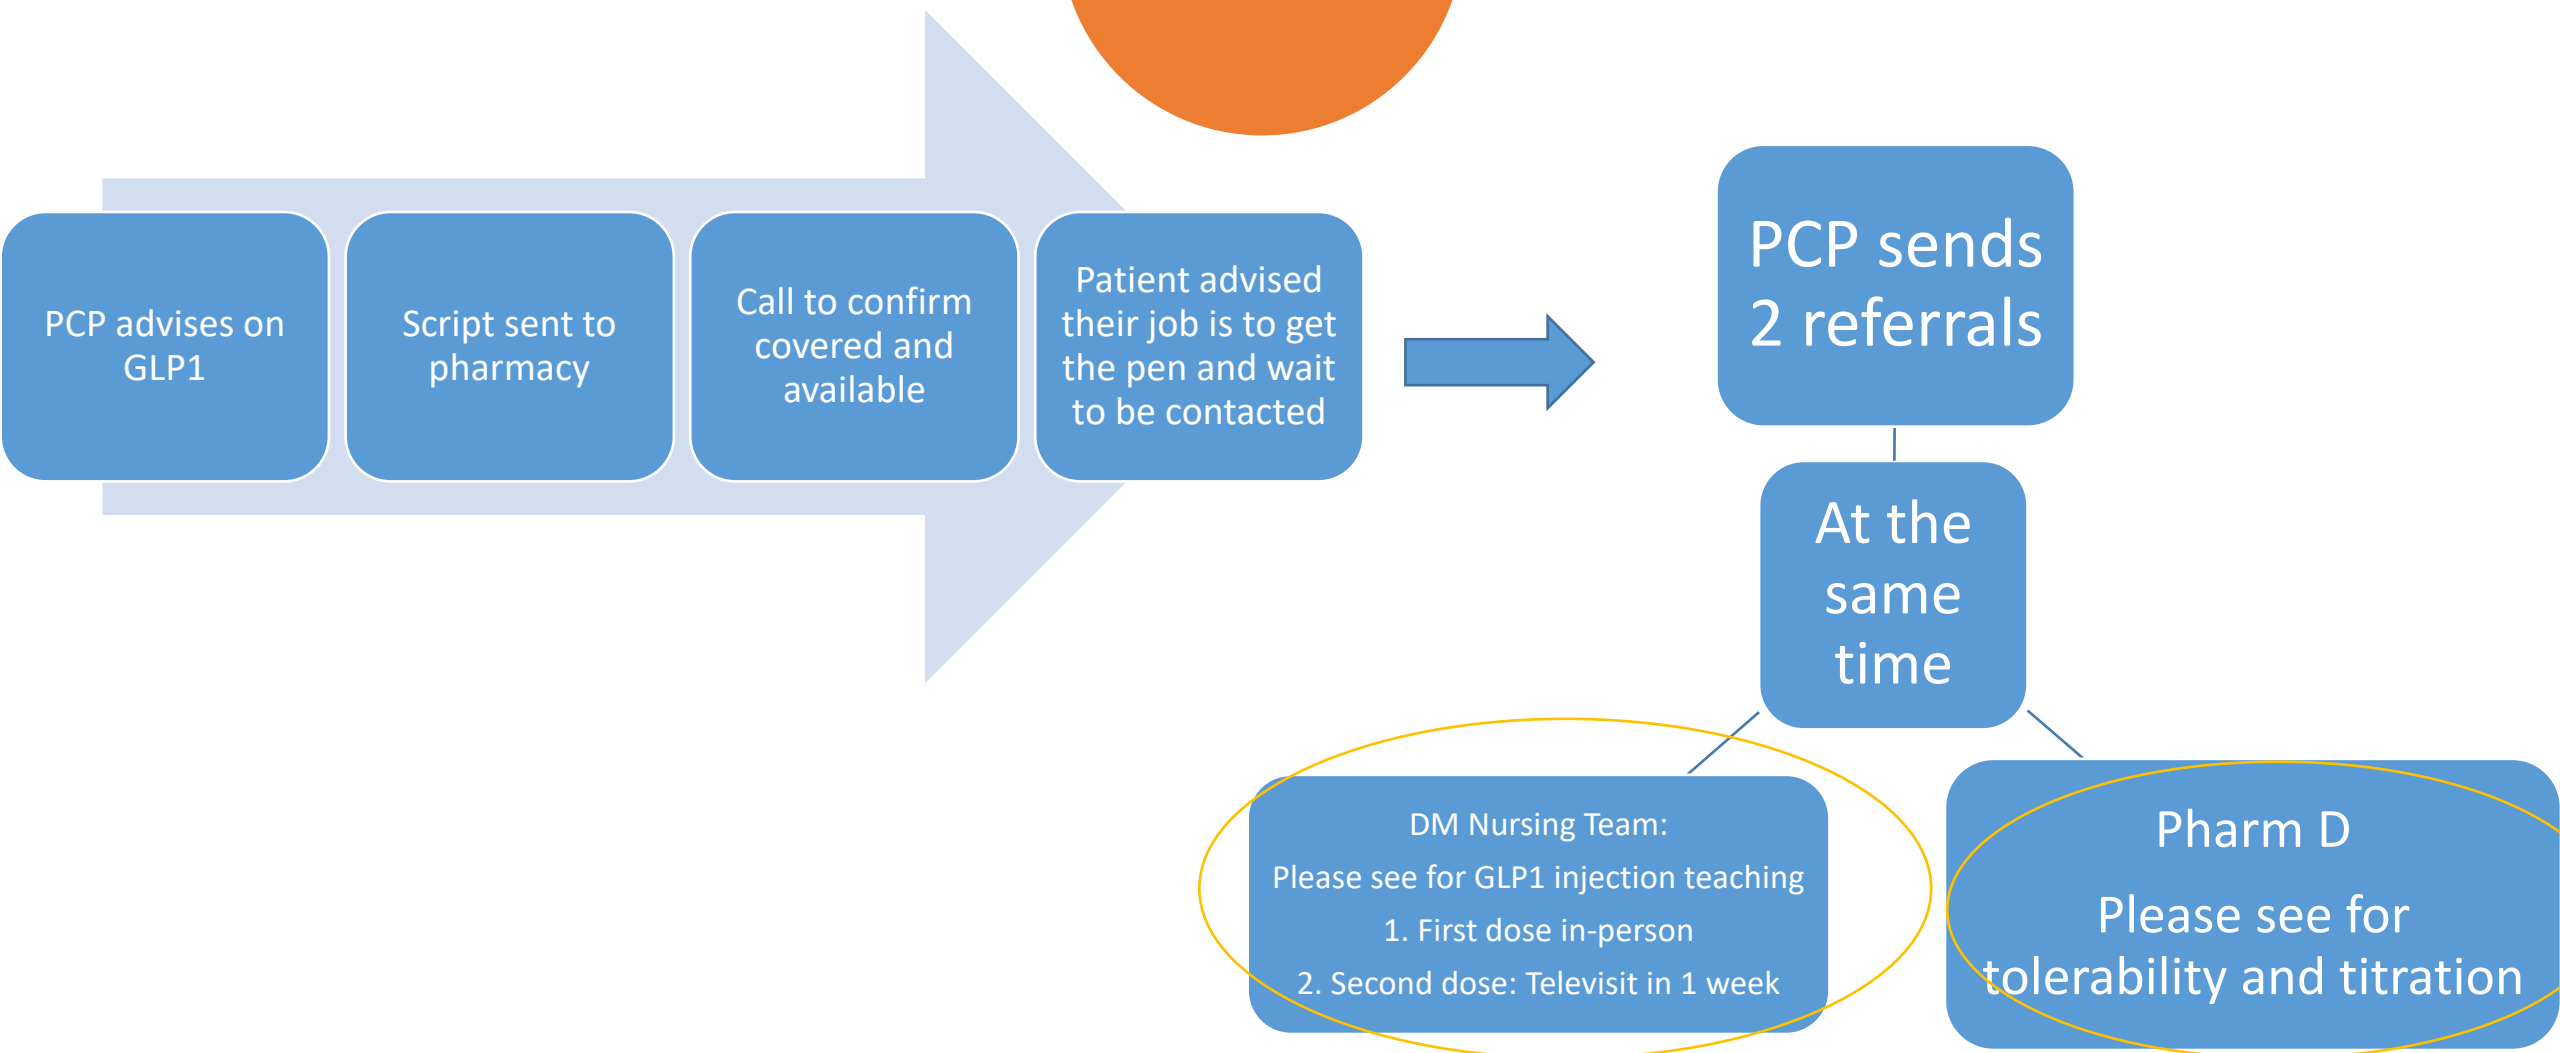 PCP advises on
GLP1
Script sent to
pharmacy
Call to confirm
covered and
available
Patient advised
their job is to get
the pen and wait
to be contacted
PCP sends
2 referrals
At the
same
time
DM Nursing Team:
Please see for GLP1 injection teaching
1. First dose in-person
2. Second dose: Televisit in 1 week
Pharm D
Please see for
tolerability and titration